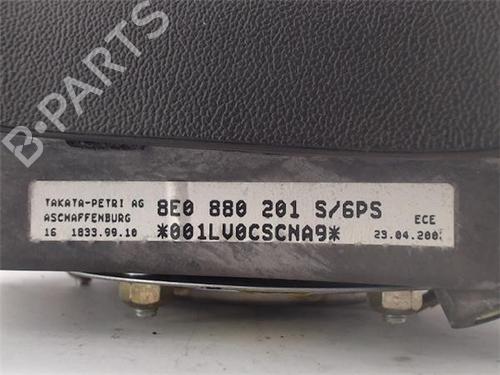 B-PARTS
TAKATA-PETRI AG
ASCHAFFENBURG
16 1833.99.10
8E0 880 201 S/6PS
*001LV0CSCNA9*
ECE
23.04.200